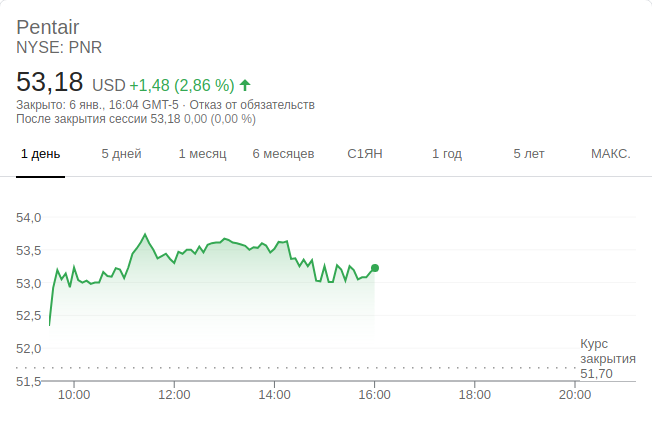 Pentair
NYSE: PNR
53,18 USD +1,48 (2,86 %)
Закрыто: 6 янв., 16:04 GMT-5 · Отказ от обязательств
После закрытия сессии 53,18 0,00 (0,00 %)
1 день 5 дней 1 месяц 6 месяцев С1ЯН 1 год 5 лет МАКС.
54,0
53,5
53,0
52,5
52,0
51,5
Курс
закрытия
51,70
10:00 12:00 14:00 16:00 18:00 20:00